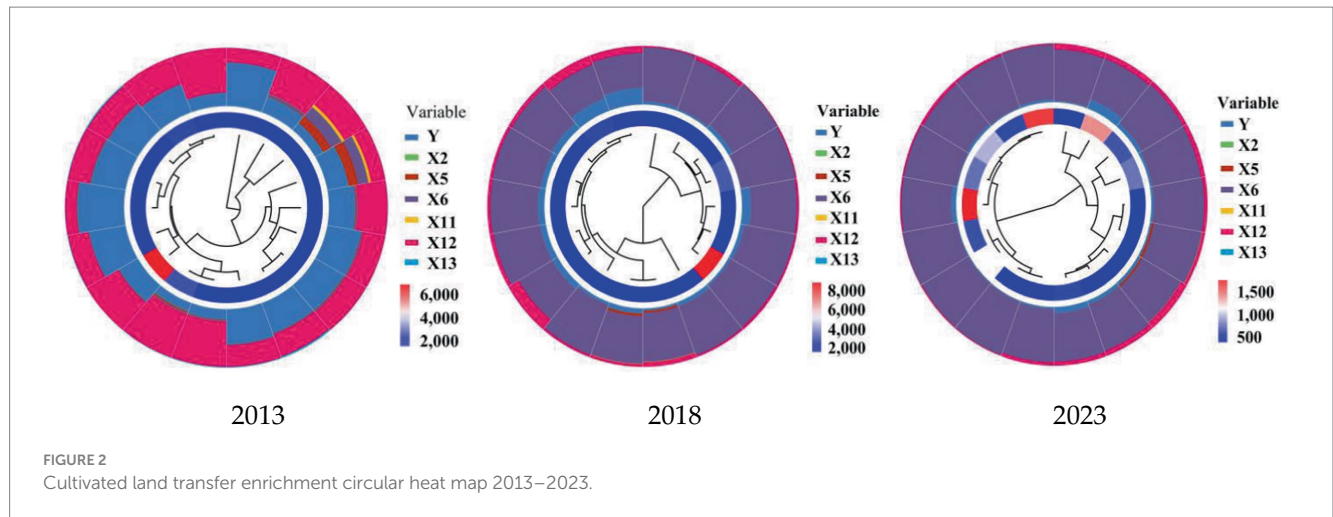 Variable
Y
X2
X5
X6
X11
X12
X13
6,000
4,000
2,000
2013
Variable
Y
X2
X5
X6
X11
X12
X13
8,000
6,000
4,000
2,000
2018
Variable
Y
X2
X5
X6
X11
X12
X13
1,500
1,000
500
2023
FIGURE 2
Cultivated land transfer enrichment circular heat map 2013–2023.